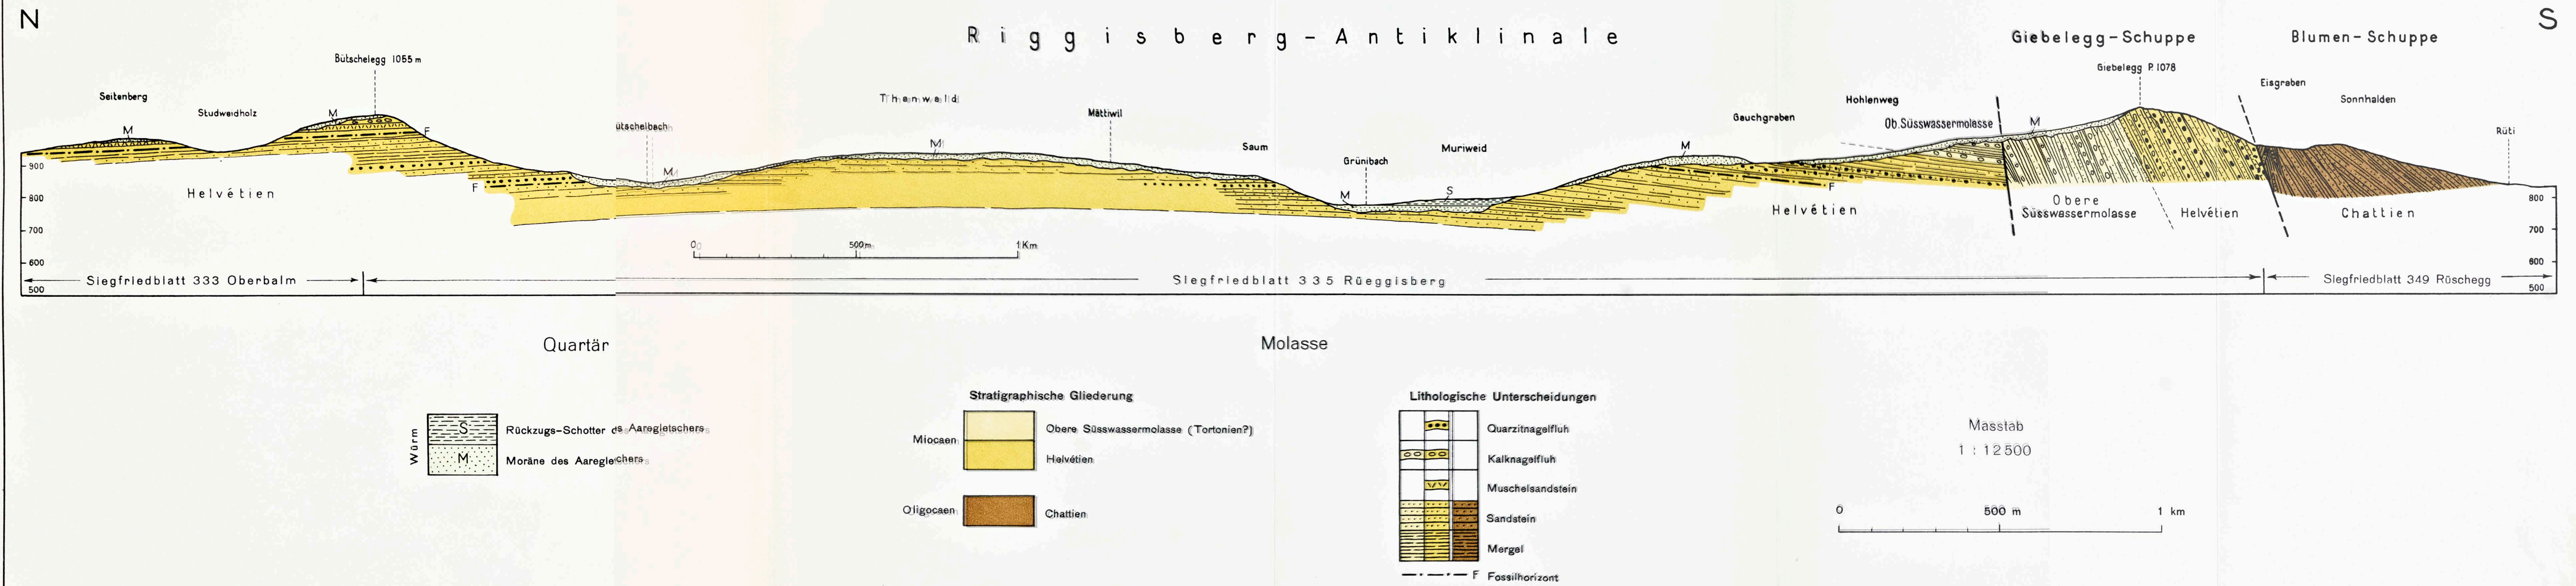 N
S
Riggisberg-Antiklinale
Giebelegg-Schuppe
Blumen-Schuppe
Bütschelegg 1055 m
Giebelegg P. 1078
Seitenberg
Studweidholz
Thanwald
Mättiwil
Gauchgraben
Hohlenweg
Eisgraben
Sonnhalden
ütschelbach
Saum
Grünibach
Muriweid
Ob. Süsswassermolasse
Rüti
M
M
F
M
M
M
S
M
M
F
F
900
800
700
600
500
800
700
600
500
Helvétien
Helvétien
Obere
Süsswassermolasse
Helvétien
Chattien
0 500m 1 Km
Siegfriedblatt 333 Oberbalm
Siegfriedblatt 335 Rüeggisberg
Siegfriedblatt 349 Rüschegg
Quartär
Würm
S Rückzugs-Schotter des Aaregletschers
M Moräne des Aaregletschers
Molasse
Stratigraphische Gliederung
Miocaen
Obere Süsswassermolasse (Tortonien?)
Helvétien
Oligocaen
Chattien
Lithologische Unterscheidungen
Quarzitnagelfluh
Kalknagelfluh
Muschelsandstein
Sandstein
Mergel
F Fossilhorizont
Masstab
1 : 12500
0 500 m 1 km